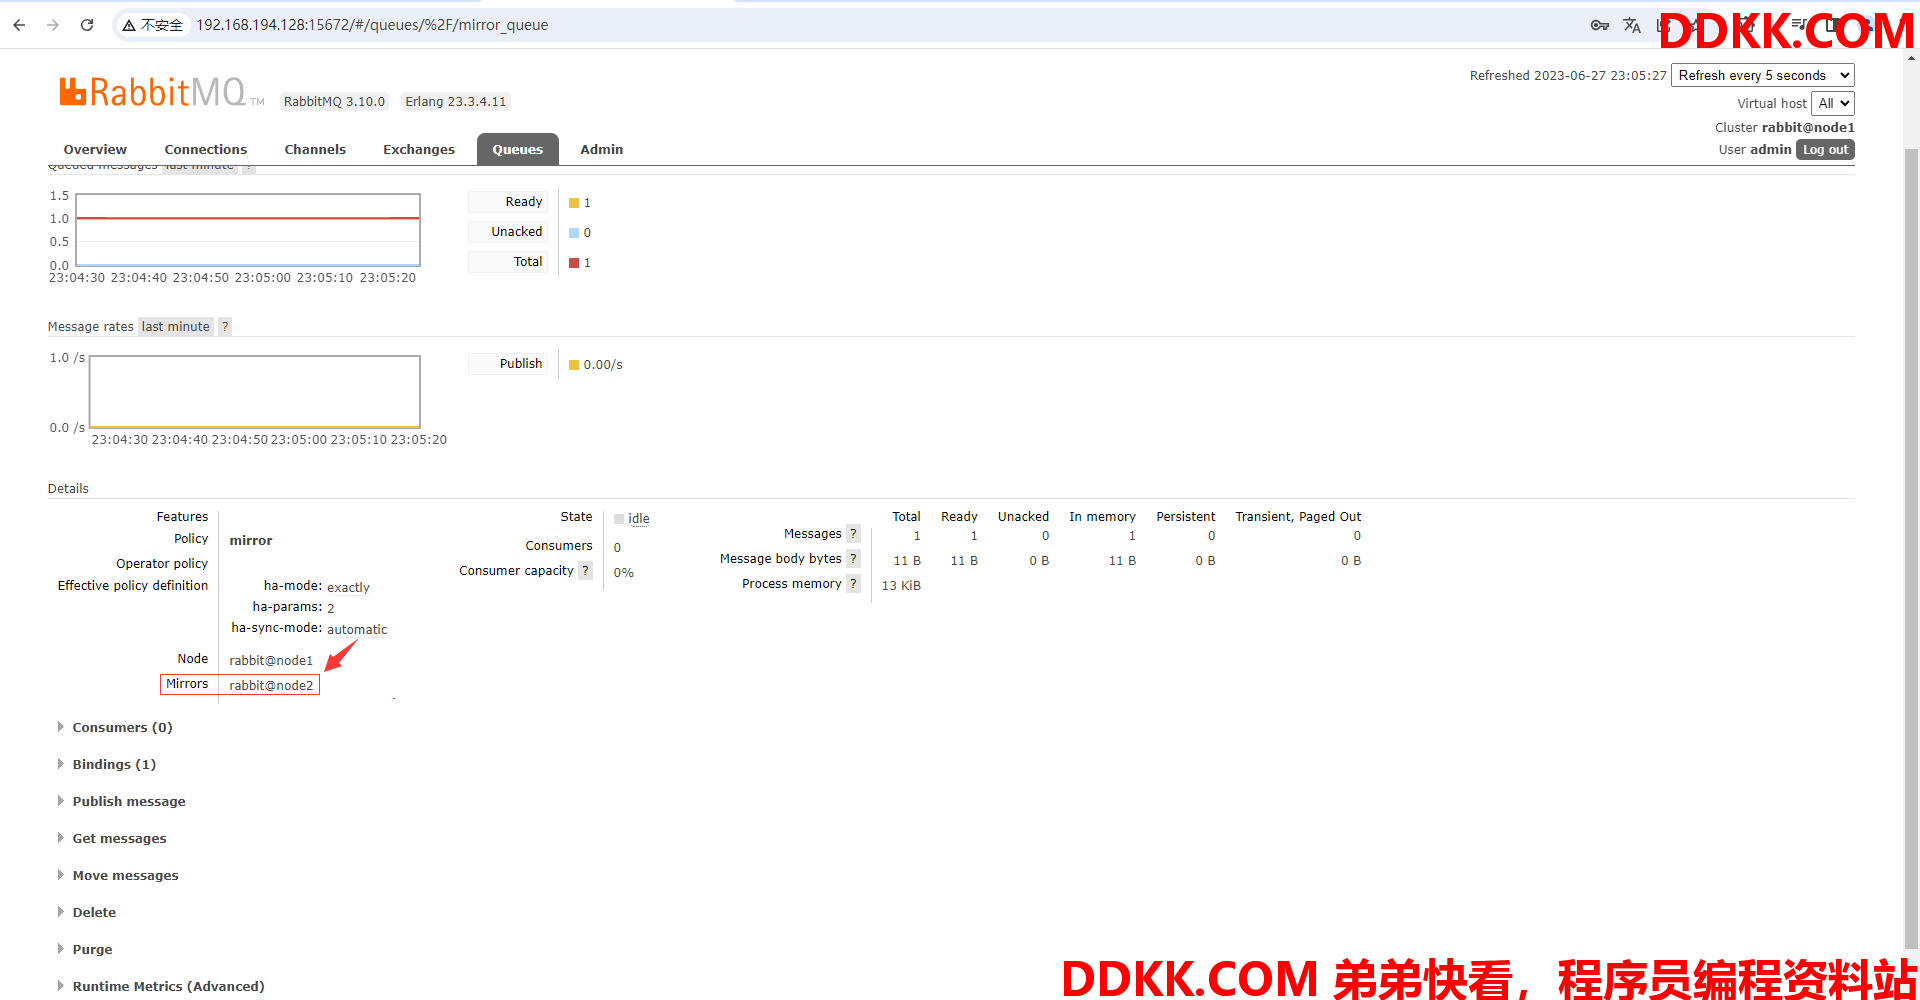 不安全 192.168.194.128:15672/#/queues/%2F/mirror_queue
DDKK.COM
RabbitMQ TM RabbitMQ 3.10.0 Erlang 23.3.4.11
Refreshed 2023-06-27 23:05:27 Refresh every 5 seconds
Virtual host All
Cluster rabbit@node1
User admin Log out
Overview Connections Channels Exchanges Queues Admin
Queued messages last minute ?
1.5
1.0
0.5
0.0
23:04:30 23:04:40 23:04:50 23:05:00 23:05:10 23:05:20
Ready 1
Unacked 0
Total 1
Message rates last minute ?
1.0 /s
0.0 /s
23:04:30 23:04:40 23:04:50 23:05:00 23:05:10 23:05:20
Publish 0.00/s
Details
Features
Policy mirror
Operator policy
Effective policy definition ha-mode: exactly
ha-params: 2
ha-sync-mode: automatic
Node rabbit@node1
Mirrors rabbit@node2
State idle
Consumers 0
Consumer capacity ? 0%
Total Ready Unacked In memory Persistent Transient, Paged Out
Messages ? 1 1 0 1 0 0
Message body bytes ? 11 B 11 B 0 B 11 B 0 B 0 B
Process memory ? 13 KiB
Consumers (0)
Bindings (1)
Publish message
Get messages
Move messages
Delete
Purge
Runtime Metrics (Advanced)
DDKK.COM 弟弟快看，程序员编程资料站